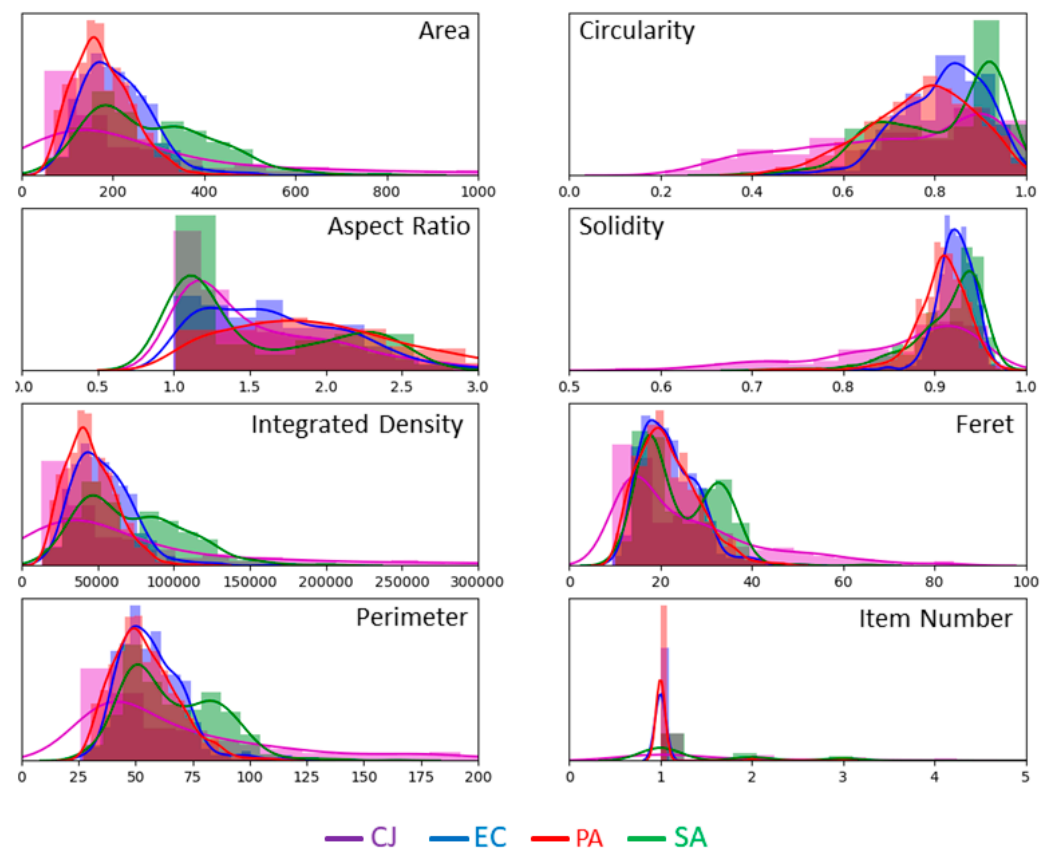 Area
0 200 400 600 800 1000
Circularity
0.0 0.2 0.4 0.6 0.8 1.0
Aspect Ratio
0.5 1.0 1.5 2.0 2.5 3.0
Solidity
0.5 0.6 0.7 0.8 0.9 1.0
Integrated Density
0 50000 100000 150000 200000 250000 300000
Feret
0 20 40 60 80 100
Perimeter
0 25 50 75 100 125 150 175 200
Item Number
0 1 2 3 4 5
CJ EC PA SA